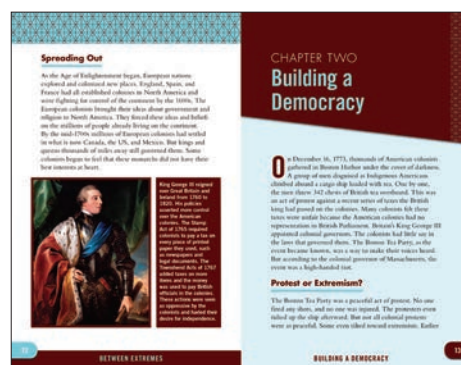 Spreading Out
As the Age of Enlightenment began, European nations
explored and colonized new places. England, Spain, and
France had all established colonies in North America and
were fighting for control of the continent by the 1600s. The
European colonists brought their ideas about government and
religion to North America. They forced these ideas and beliefs
on the millions of people already living on the continent.
By the mid-1700s millions of European colonists had settled
in what is now Canada, the US, and Mexico. But kings and
queens thousands of miles away still governed them. Some
colonists began to feel that these monarchs did not have their
best interests at heart.
King George III reigned
over Great Britain and
Ireland from 1760 to
1820. His policies
asserted more control
over the American
colonies. The Stamp
Act of 1765 required
colonists to pay a tax on
every piece of printed
paper they used, such
as newspapers and
legal documents. The
Townshend Acts of 1767
added taxes on more
items and the money
was used to pay British
officials in the colonies.
These actions were seen
as oppressive by the
colonists and fueled their
desire for independence.
BETWEEN EXTREMES
CHAPTER TWO
Building a
Democracy
On December 16, 1773, thousands of American colonists
gathered in Boston Harbor under the cover of darkness.
A group of men disguised as Indigenous Americans
climbed aboard a cargo ship loaded with tea. One by one,
the men threw 342 chests of British tea overboard. This was
an act of protest against a recent series of taxes the British
king had passed on the colonies. Many colonists felt these
taxes were unfair because the American colonies had no
representation in British Parliament. Britain's King George III
appointed colonial governors. The colonists had little say in
the laws that governed them. The Boston Tea Party, as the
event became known, was a way to make their voices heard.
But according to the colonial governor of Massachusetts, the
event was a high-handed riot.
Protest or Extremism?
The Boston Tea Party was a peaceful act of protest. No one
fired any shots, and no one was injured. The protesters even
tidied up the ship afterward. But not all colonial protests
were as peaceful. Some even tilted toward extremism. Earlier
BUILDING A DEMOCRACY
13